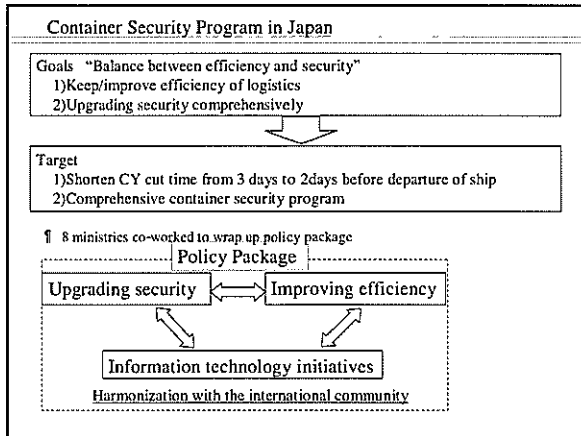 Container Security Program in Japan
Goals "Balance between efficiency and security"
1)Keep/improve efficiency of logistics
2)Upgrading security comprehensively
Target
1)Shorten CY cut time from 3 days to 2days before departure of ship
2)Comprehensive container security program
¶ 8 ministries co-worked to wrap up policy package
Policy Package
Upgrading security
Improving efficiency
Information technology initiatives
Harmonization with the international community